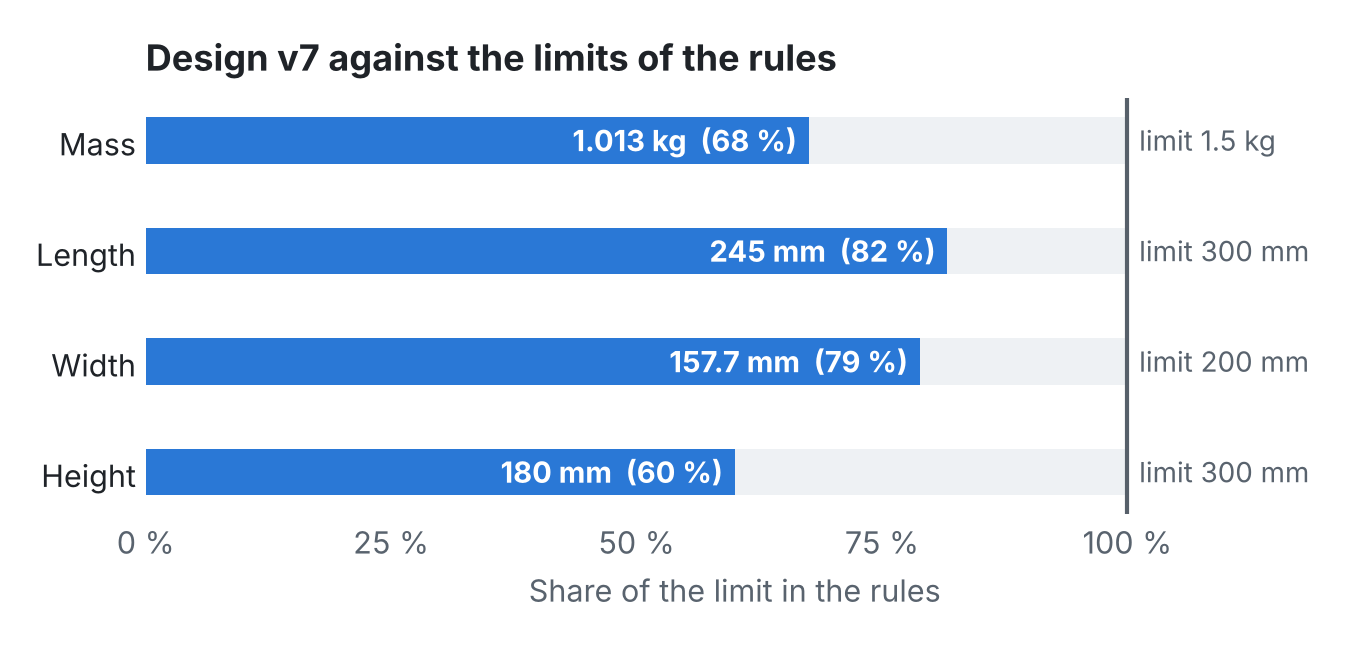 Design v7 against the limits of the rules
Mass 1.013 kg (68 %) limit 1.5 kg
Length 245 mm (82 %) limit 300 mm
Width 157.7 mm (79 %) limit 200 mm
Height 180 mm (60 %) limit 300 mm
0 % 25 % 50 % 75 % 100 %
Share of the limit in the rules